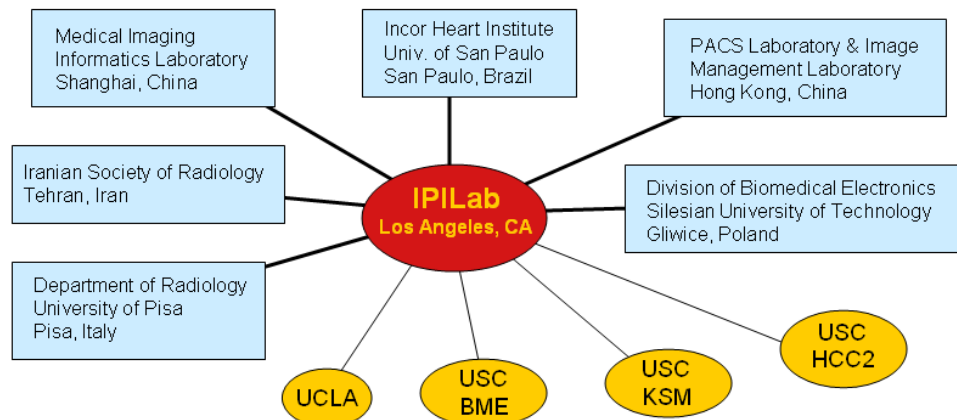 Medical Imaging
Informatics Laboratory
Shanghai, China
Incor Heart Institute
Univ. of San Paulo
San Paulo, Brazil
PACS Laboratory & Image
Management Laboratory
Hong Kong, China
Iranian Society of Radiology
Tehran, Iran
IPILab
Los Angeles, CA
Division of Biomedical Electronics
Silesian University of Technology
Gliwice, Poland
Department of Radiology
University of Pisa
Pisa, Italy
UCLA
USC
BME
USC
KSM
USC
HCC2